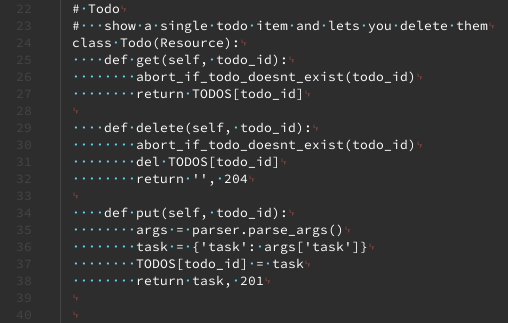 22 # Todo
23 #   show a single todo item and lets you delete them
24 class Todo(Resource):
25     def get(self, todo_id):
26         abort_if_todo_doesnt_exist(todo_id)
27         return TODOS[todo_id]
28
29     def delete(self, todo_id):
30         abort_if_todo_doesnt_exist(todo_id)
31         del TODOS[todo_id]
32         return '', 204
33
34     def put(self, todo_id):
35         args = parser.parse_args()
36         task = {'task': args['task']}
37         TODOS[todo_id] = task
38         return task, 201
39
40